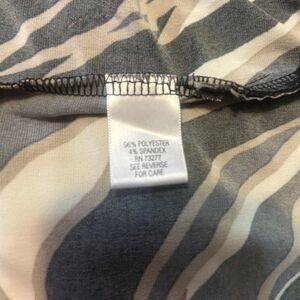 96% POLYESTER
4% SPANDEX
RN 73277
SEE REVERSE
FOR CARE